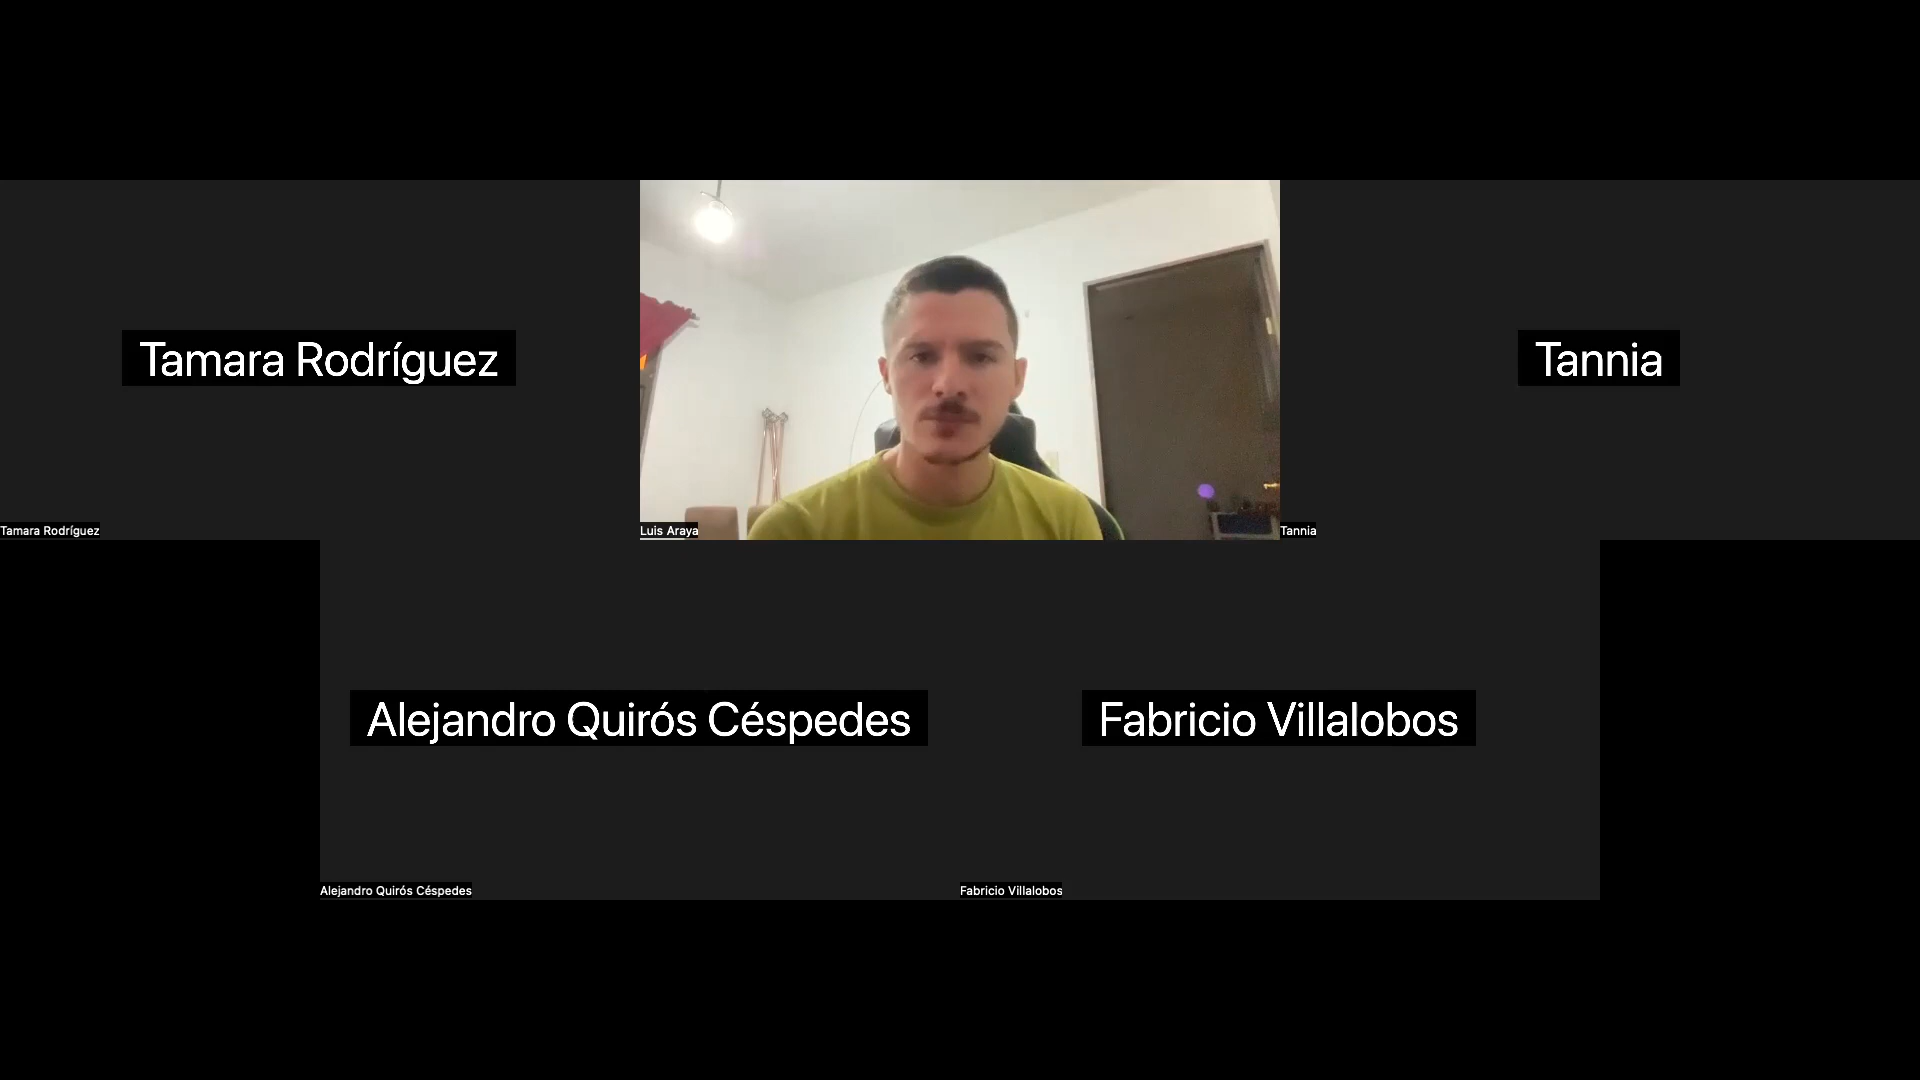 Tamara Rodríguez
Tannia
Tamara Rodríguez
Luis Araya
Tannia
Alejandro Quirós Céspedes
Fabricio Villalobos
Alejandro Quirós Céspedes
Fabricio Villalobos